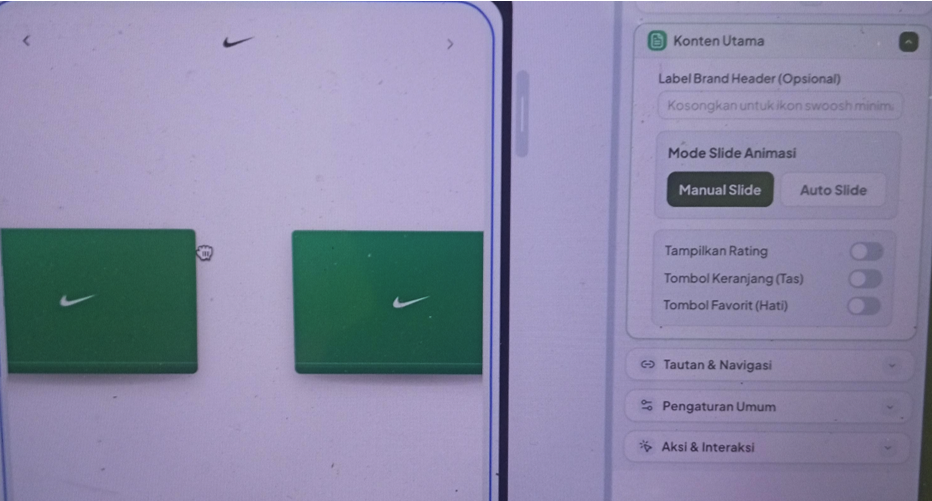 Konten Utama
Label Brand Header (Opsional)
Kosongkan untuk ikon swoosh minim
Mode Slide Animasi
Manual Slide
Auto Slide
Tampilkan Rating
Tombol Keranjang (Tas)
Tombol Favorit (Hati)
Tautan & Navigasi
Pengaturan Umum
Aksi & Interaksi